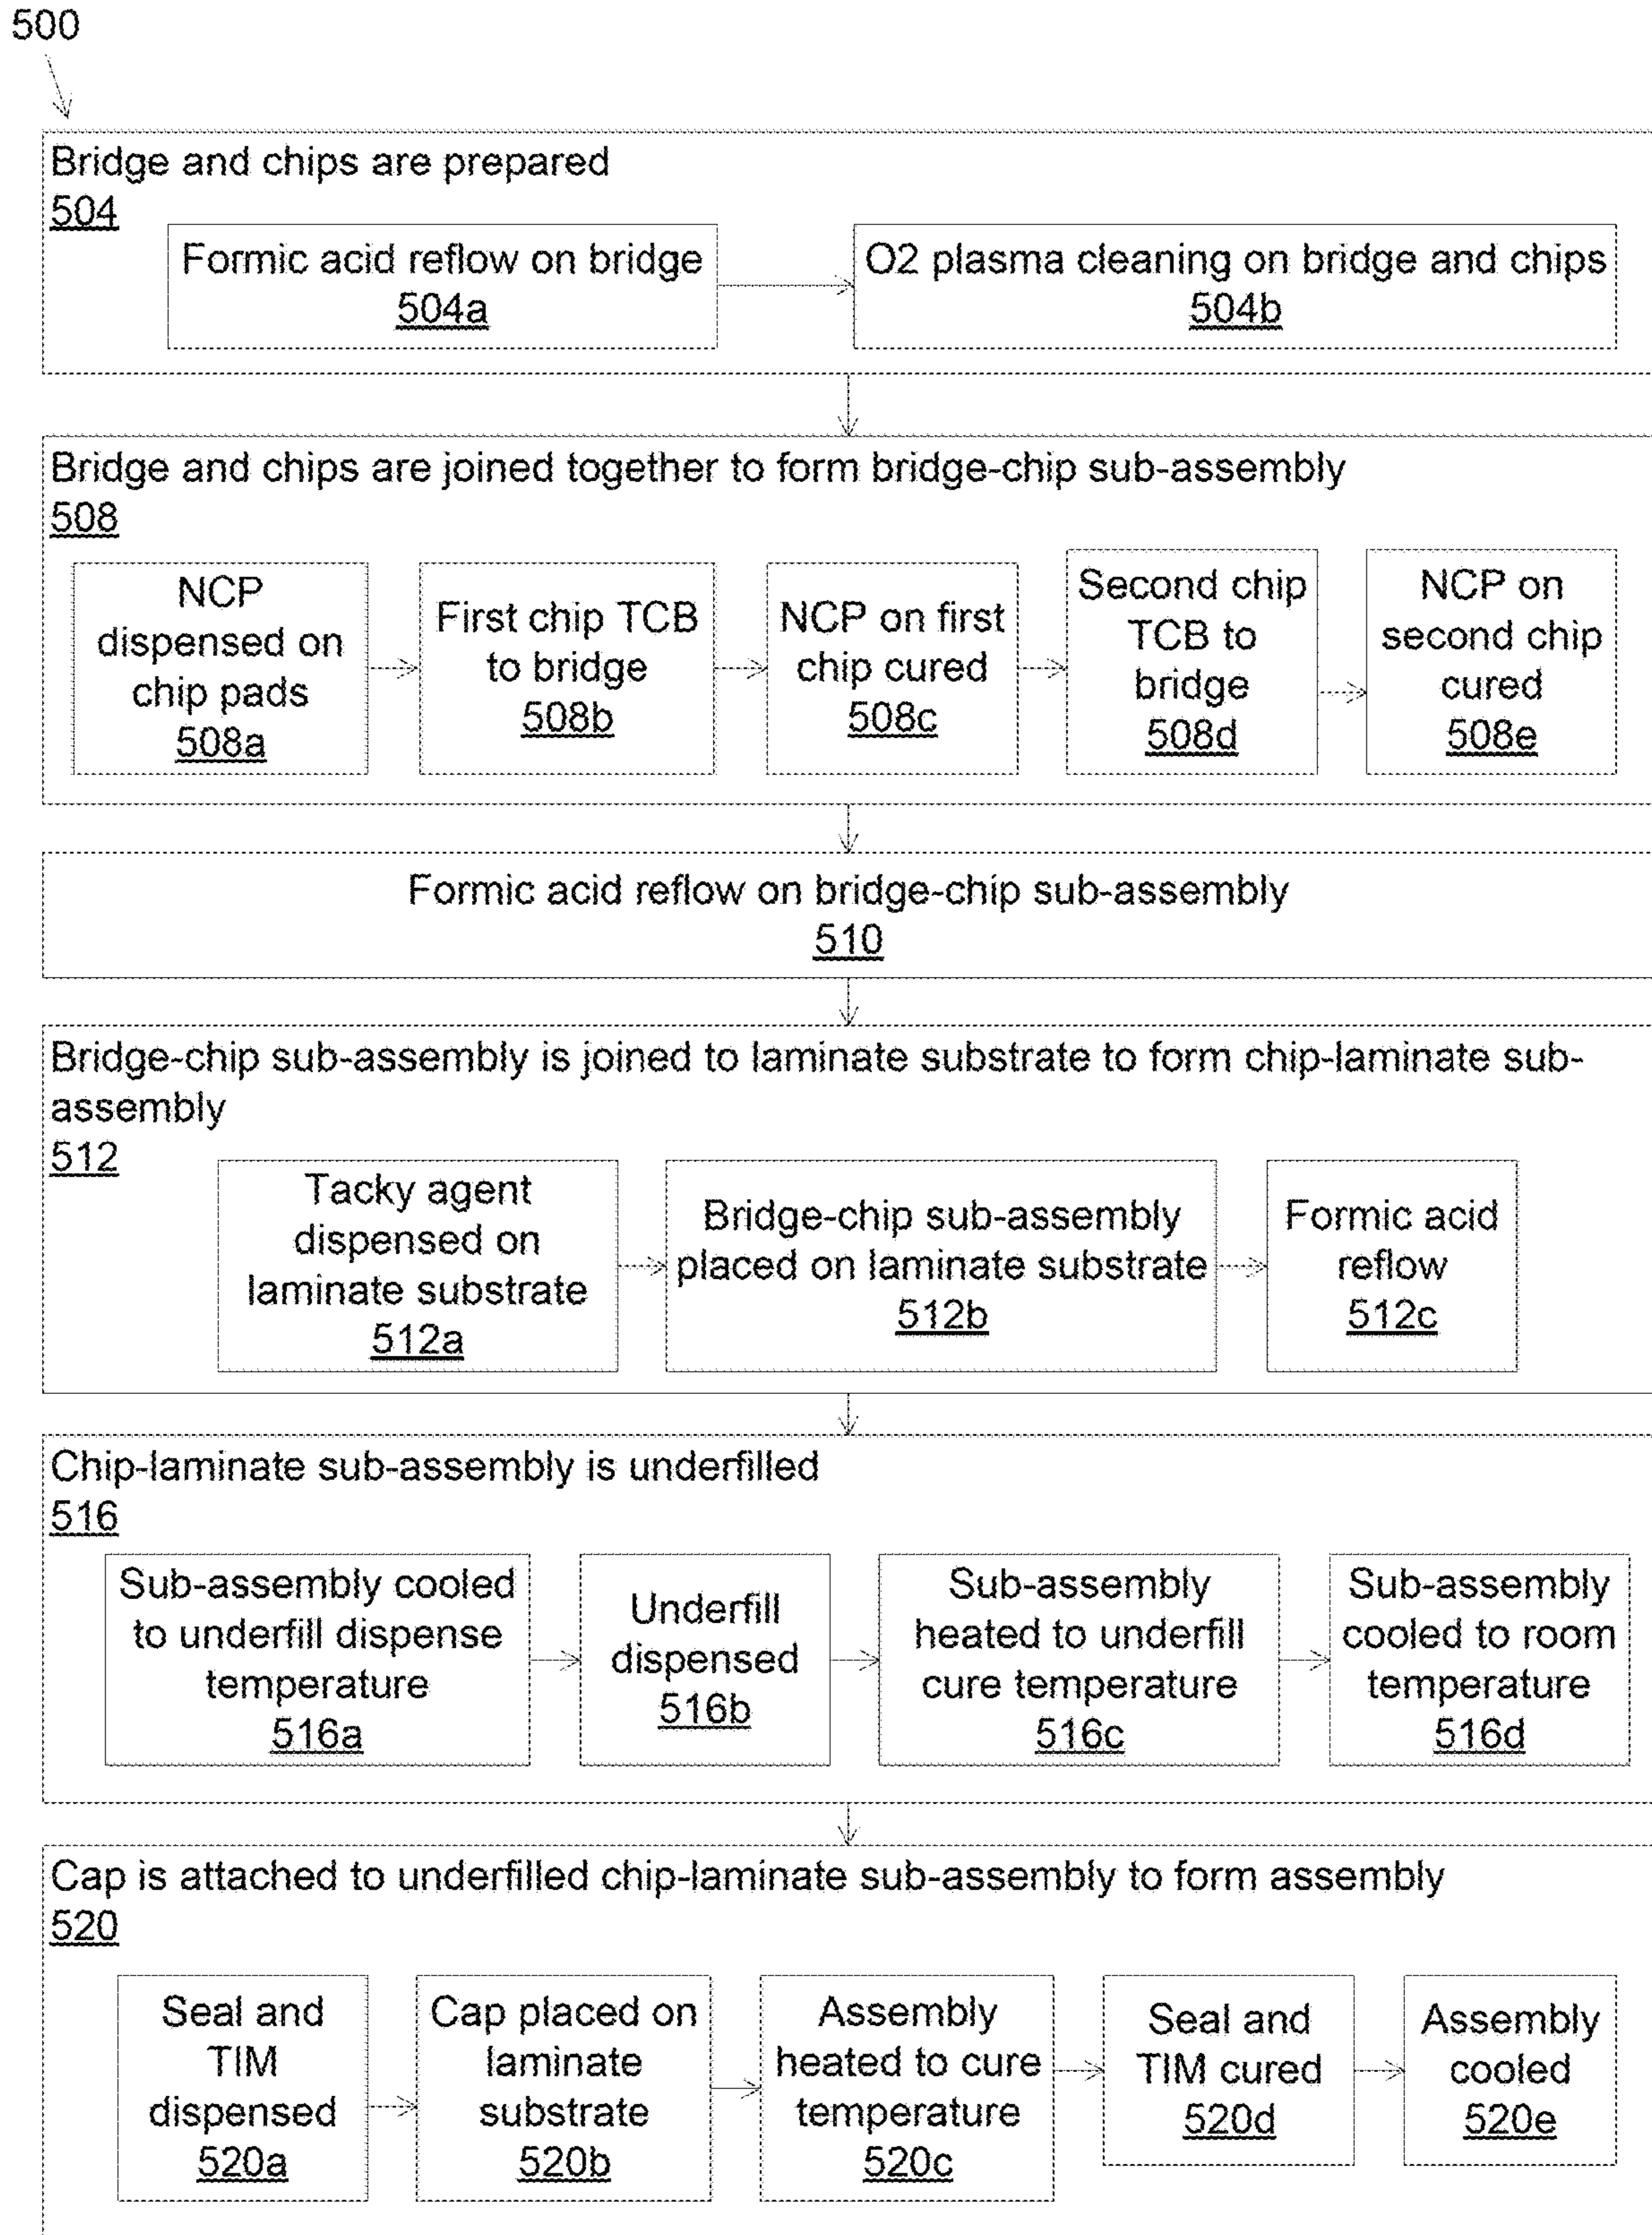 500
Bridge and chips are prepared
504
Formic acid reflow on bridge
504a
O2 plasma cleaning on bridge and chips
504b
Bridge and chips are joined together to form bridge-chip sub-assembly
508
NCP
dispensed on
chip pads
508a
First chip TCB
to bridge
508b
NCP on first
chip cured
508c
Second chip
TCB to
bridge
508d
NCP on
second chip
cured
508e
Formic acid reflow on bridge-chip sub-assembly
510
Bridge-chip sub-assembly is joined to laminate substrate to form chip-laminate sub-
assembly
512
Tacky agent
dispensed on
laminate substrate
512a
Bridge-chip sub-assembly
placed on laminate substrate
512b
Formic acid
reflow
512c
Chip-laminate sub-assembly is underfilled
516
Sub-assembly cooled
to underfill dispense
temperature
516a
Underfill
dispensed
516b
Sub-assembly
heated to underfill
cure temperature
516c
Sub-assembly
cooled to room
temperature
516d
Cap is attached to underfilled chip-laminate sub-assembly to form assembly
520
Seal and
TIM
dispensed
520a
Cap placed on
laminate
substrate
520b
Assembly
heated to cure
temperature
520c
Seal and
TIM cured
520d
Assembly
cooled
520e